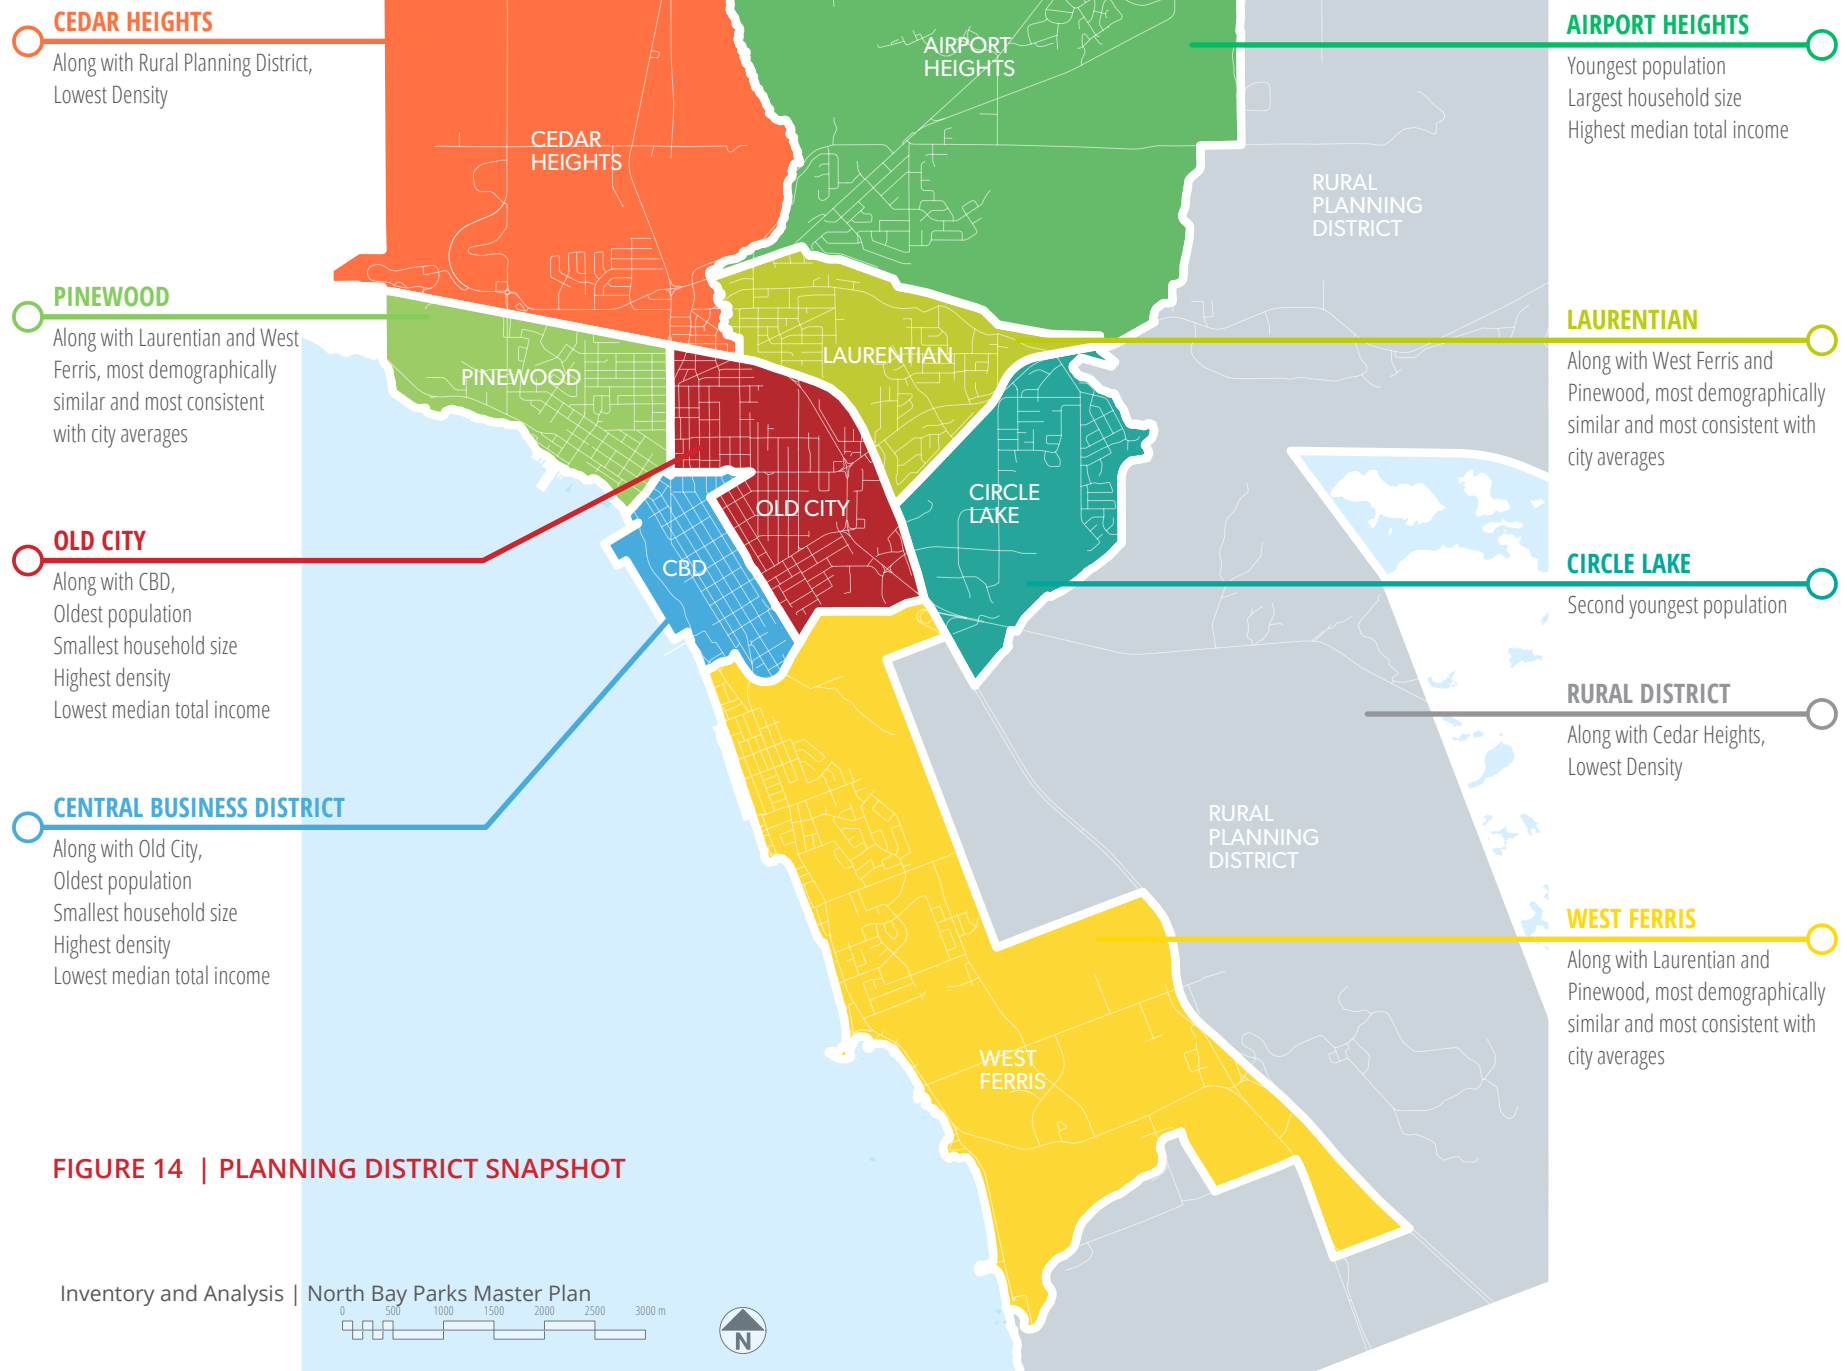 CEDAR HEIGHTS
Along with Rural Planning District,
Lowest Density
PINEWOOD
Along with Laurentian and West
Ferris, most demographically
similar and most consistent
with city averages
OLD CITY
Along with CBD,
Oldest population
Smallest household size
Highest density
Lowest median total income
CENTRAL BUSINESS DISTRICT
Along with Old City,
Oldest population
Smallest household size
Highest density
Lowest median total income
CEDAR
HEIGHTS
AIRPORT
HEIGHTS
RURAL
PLANNING
DISTRICT
PINEWOOD
LAURENTIAN
OLD CITY
CIRCLE
LAKE
CBD
RURAL
PLANNING
DISTRICT
WEST
FERRIS
AIRPORT HEIGHTS
Youngest population
Largest household size
Highest median total income
LAURENTIAN
Along with West Ferris and
Pinewood, most demographically
similar and most consistent with
city averages
CIRCLE LAKE
Second youngest population
RURAL DISTRICT
Along with Cedar Heights,
Lowest Density
WEST FERRIS
Along with Laurentian and
Pinewood, most demographically
similar and most consistent with
city averages
FIGURE 14 | PLANNING DISTRICT SNAPSHOT
Inventory and Analysis | North Bay Parks Master Plan
0 500 1000 1500 2000 2500 3000 m
N